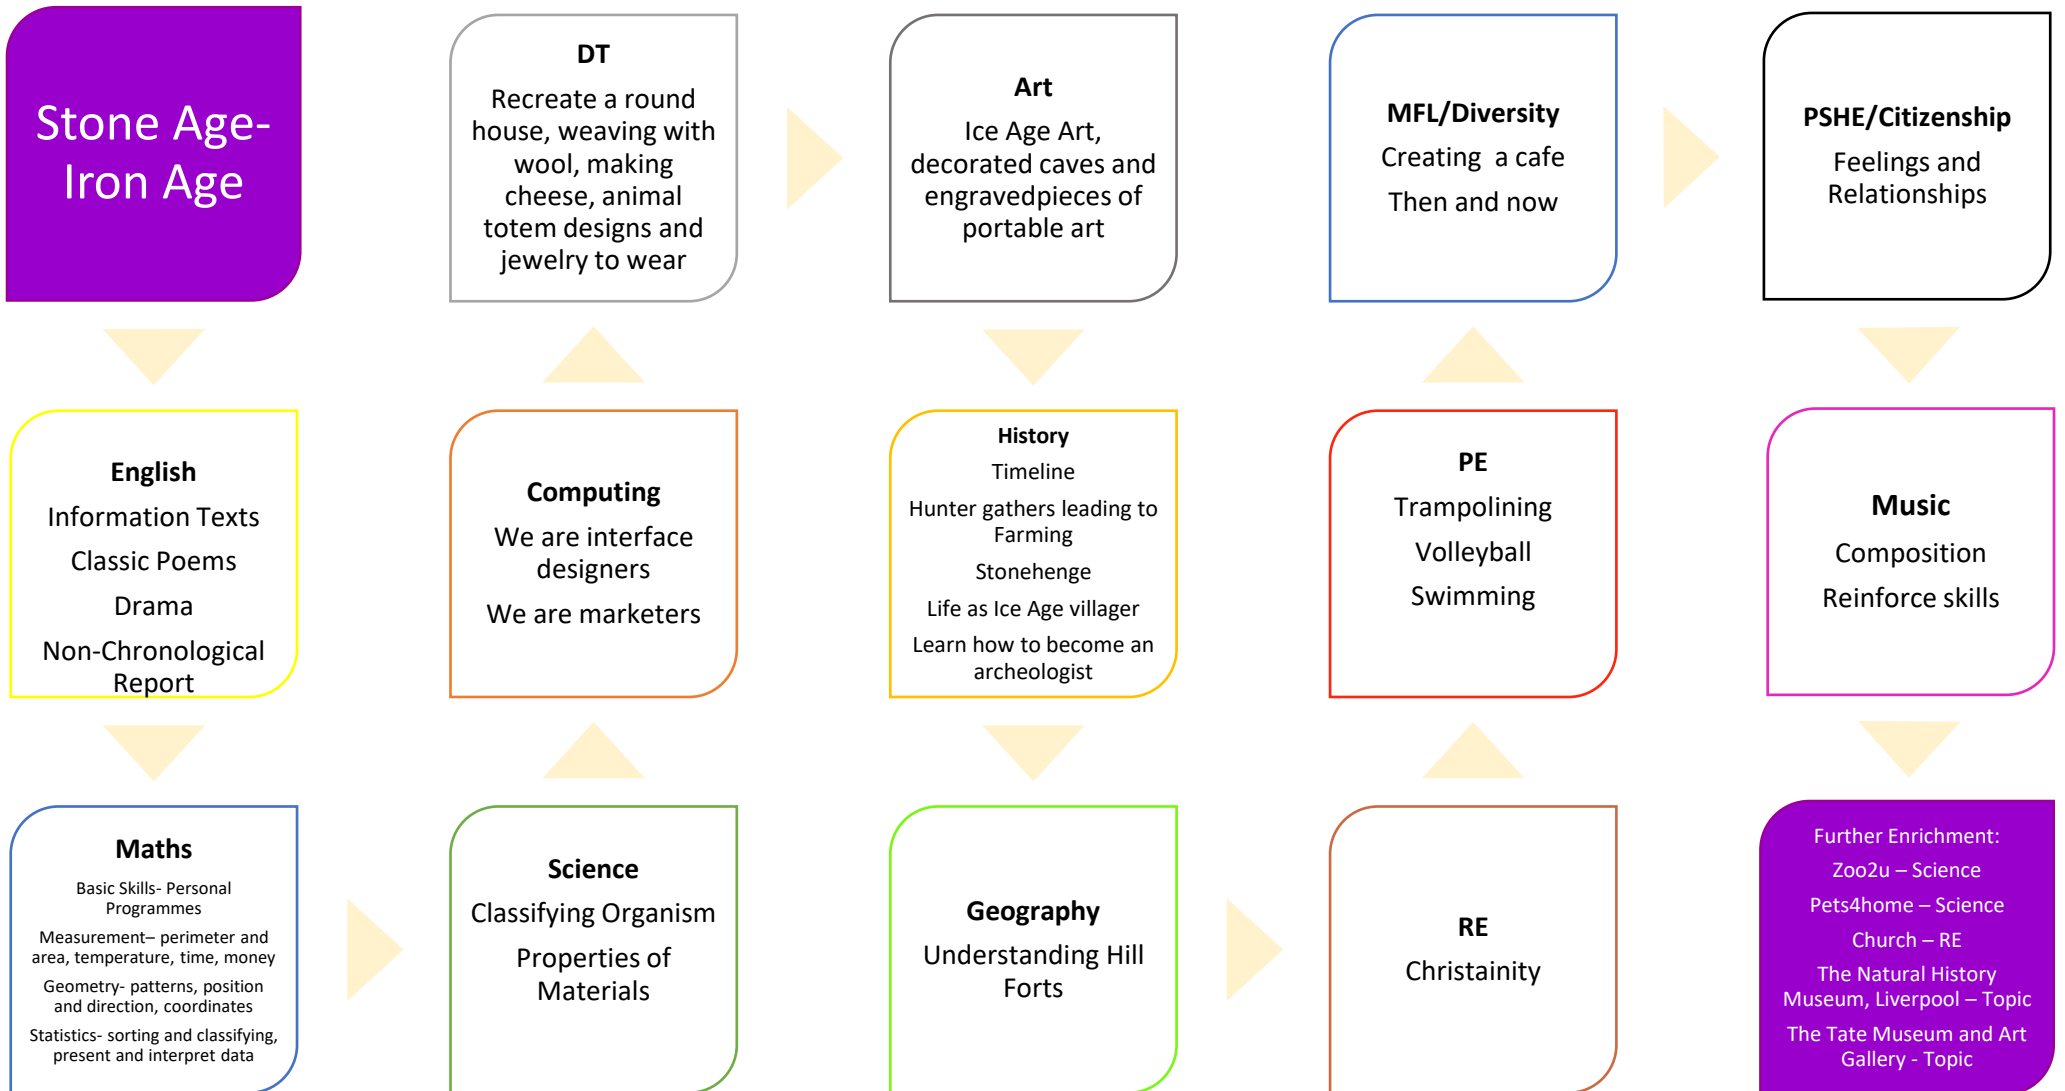 Stone Age-
Iron Age
English
Information Texts
Classic Poems
Drama
Non-Chronological
Report
Maths
Basic Skills- Personal
Programmes
Measurement– perimeter and
area, temperature, time, money
Geometry- patterns, position
and direction, coordinates
Statistics- sorting and classifying,
present and interpret data
Science
Classifying Organism
Properties of
Materials
Computing
We are interface
designers
We are marketers
DT
Recreate a round
house, weaving with
wool, making
cheese, animal
totem designs and
jewelry to wear
Art
Ice Age Art,
decorated caves and
engravedpieces of
portable art
History
Timeline
Hunter gathers leading to
Farming
Stonehenge
Life as Ice Age villager
Learn how to become an
archeologist
Geography
Understanding Hill
Forts
RE
Christainity
PE
Trampolining
Volleyball
Swimming
MFL/Diversity
Creating  a cafe
Then and now
PSHE/Citizenship
Feelings and
Relationships
Music
Composition
Reinforce skills
Further Enrichment:
Zoo2u – Science
Pets4home – Science
Church – RE
The Natural History
Museum, Liverpool – Topic
The Tate Museum and Art
Gallery - Topic